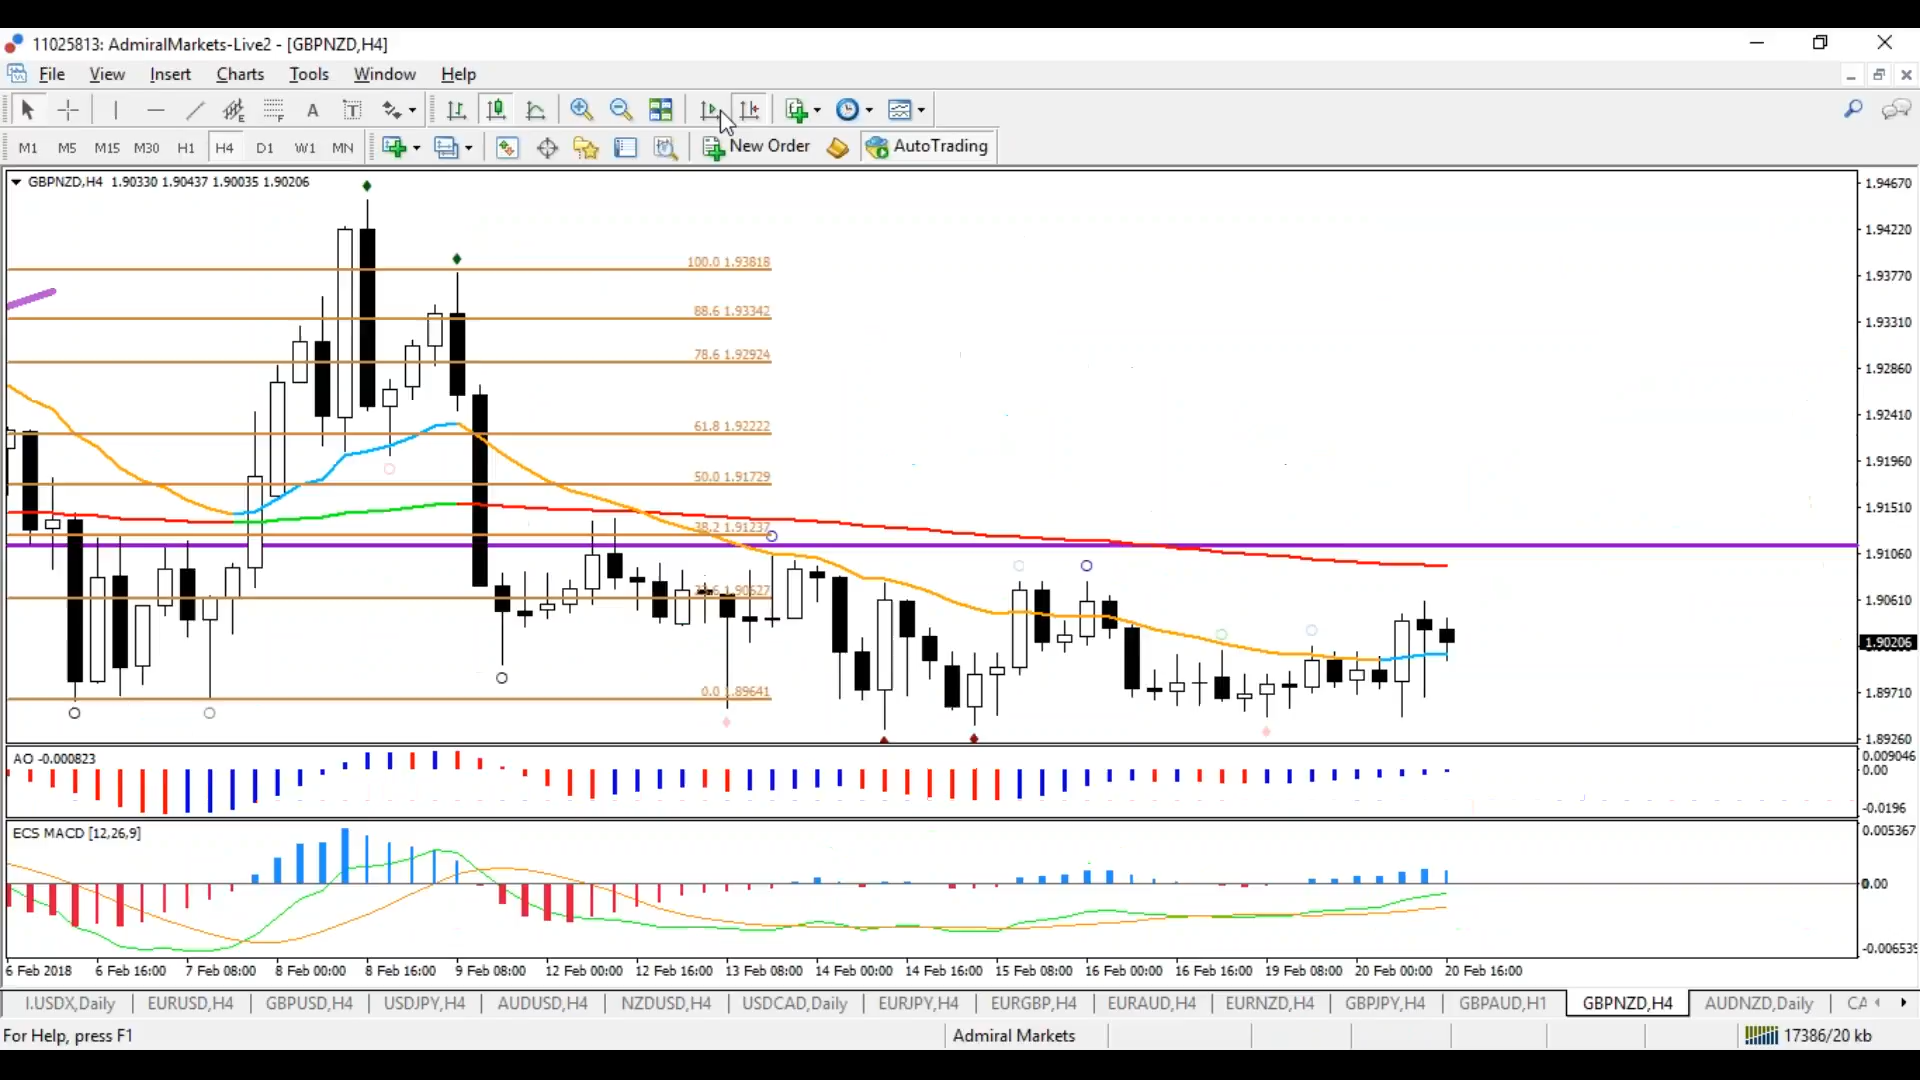 11025813: AdmiralMarkets-Live2 - [GBPNZD,H4]
File View Insert Charts Tools Window Help
M1 M5 M15 M30 H1 H4 D1 W1 MN New Order AutoTrading
GBPNZD,H4 1.90330 1.90437 1.90035 1.90206
1.94670
1.94220
1.93770
1.93310
1.92860
1.92410
1.91960
1.91510
1.91060
1.90610
1.90206
1.89710
1.89260
100.0 1.93818
88.6 1.93342
78.6 1.92924
61.8 1.92222
50.0 1.91729
38.2 1.91237
0.0 1.89641
AO -0.000823
0.009046
0.00
-0.0196
ECS MACD [12,26,9]
0.005367
0.00
-0.006535
6 Feb 2018 6 Feb 16:00 7 Feb 08:00 8 Feb 00:00 8 Feb 16:00 9 Feb 08:00 12 Feb 00:00 12 Feb 16:00 13 Feb 08:00 14 Feb 00:00 14 Feb 16:00 15 Feb 08:00 16 Feb 00:00 16 Feb 16:00 19 Feb 08:00 20 Feb 00:00 20 Feb 16:00
I.USDX,Daily EURUSD,H4 GBPUSD,H4 USDJPY,H4 AUDUSD,H4 NZDUSD,H4 USDCAD,Daily EURJPY,H4 EURGBP,H4 EURAUD,H4 EURNZD,H4 GBPJPY,H4 GBPAUD,H1 GBPNZD,H4 AUDNZD,Daily CA
For Help, press F1 Admiral Markets 17386/20 kb